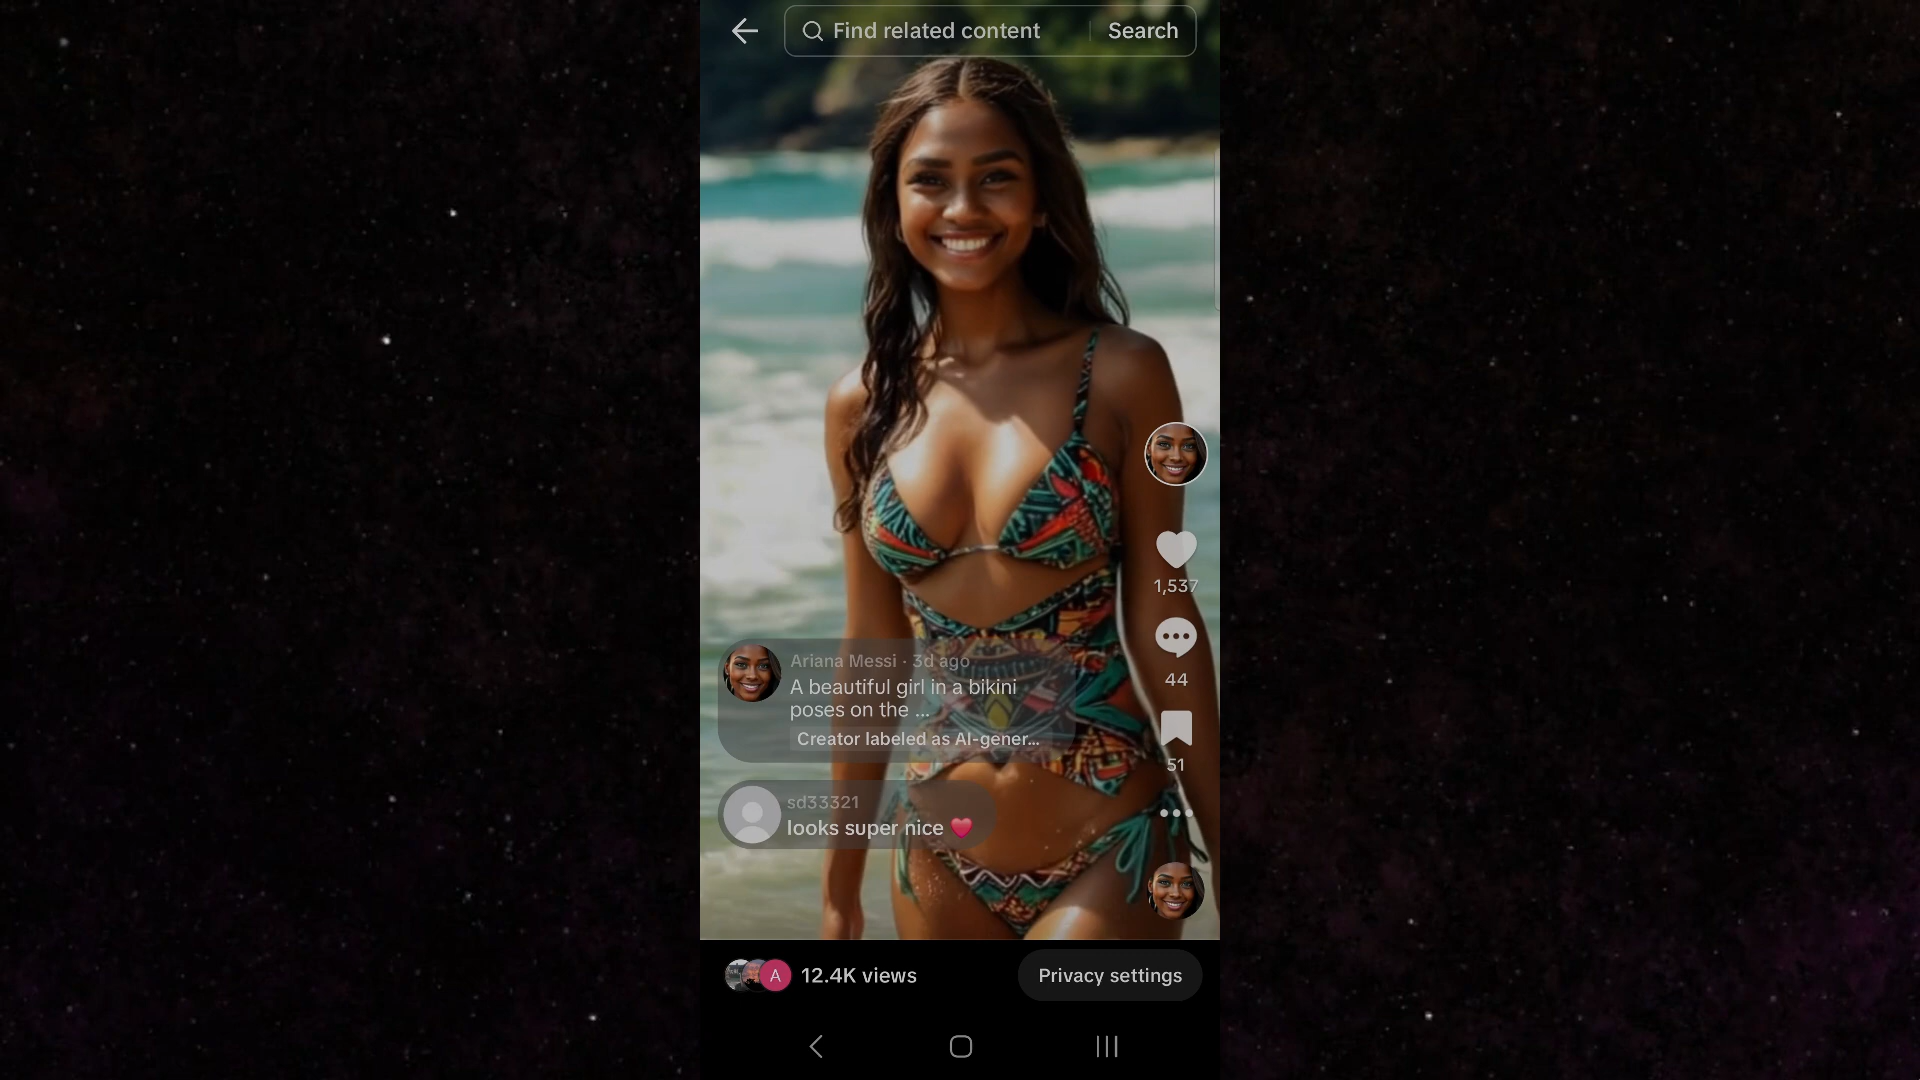 Find related content
Search
1,537
44
51
Ariana Messi · 3d ago
A beautiful girl in a bikini
poses on the ...
Creator labeled as AI-gener...
sd33321
looks super nice ❤️
A
12.4K views
Privacy settings